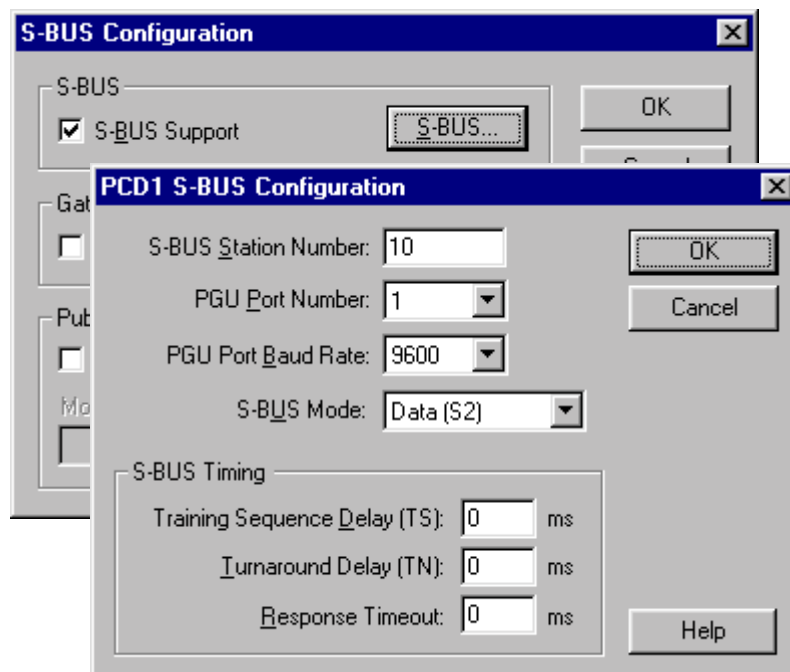 S-BUS Configuration
S-BUS
S-BUS Support
S-BUS...
OK
PCD1 S-BUS Configuration
S-BUS Station Number: 10
OK
PGU Port Number: 1
Cancel
PGU Port Baud Rate: 9600
S-BUS Mode: Data (S2)
S-BUS Timing
Training Sequence Delay (TS): 0 ms
Turnaround Delay (TN): 0 ms
Response Timeout: 0 ms
Help